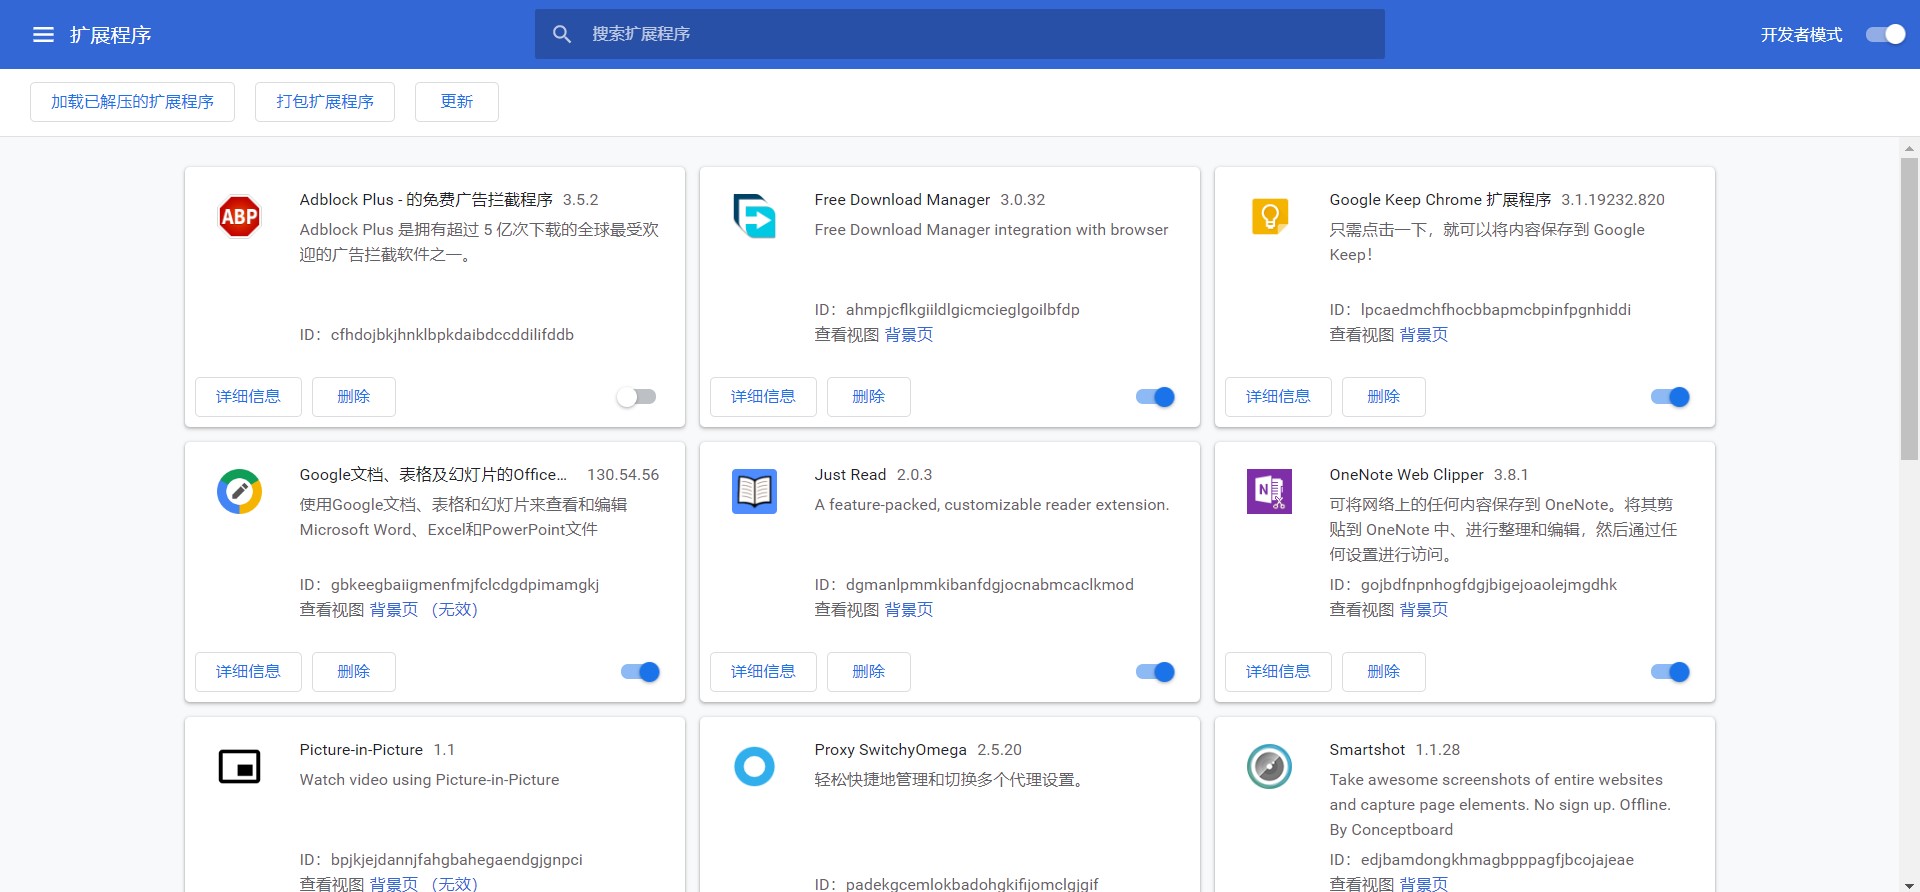 扩展程序
搜索扩展程序
开发者模式
加载已解压的扩展程序
打包扩展程序
更新
ABP
Adblock Plus - 的免费广告拦截程序 3.5.2
Adblock Plus 是拥有超过 5 亿次下载的全球最受欢
迎的广告拦截软件之一。
ID：cfhdojbkjhnklbpkdaibdccddilifddb
详细信息
删除
Free Download Manager 3.0.32
Free Download Manager integration with browser
ID：ahmpjcflkgiildlgicmcieglgoilbfdp
查看视图 背景页
详细信息
删除
Google Keep Chrome 扩展程序 3.1.19232.820
只需点击一下，就可以将内容保存到 Google
Keep！
ID：lpcaedmchfhocbbapmcbpinfpgnhiddi
查看视图 背景页
详细信息
删除
Google文档、表格及幻灯片的Office... 130.54.56
使用Google文档、表格和幻灯片来查看和编辑
Microsoft Word、Excel和PowerPoint文件
ID：gbkeegbaiigmenfmjfclcdgdpimamgkj
查看视图 背景页 （无效）
详细信息
删除
Just Read 2.0.3
A feature-packed, customizable reader extension.
ID：dgmanlpmmkibanfdgjocnabmcaclkmod
查看视图 背景页
详细信息
删除
N
OneNote Web Clipper 3.8.1
可将网络上的任何内容保存到 OneNote。将其剪
贴到 OneNote 中、进行整理和编辑，然后通过任
何设置进行访问。
ID：gojbdfnpnhogfdgjbigejoaolejmgdhk
查看视图 背景页
详细信息
删除
Picture-in-Picture 1.1
Watch video using Picture-in-Picture
ID：bpjkjejdannjfahgbahegaendgjgnpci
查看视图 背景页 （无效）
Proxy SwitchyOmega 2.5.20
轻松快捷地管理和切换多个代理设置。
ID：padekgcemlokbadohgkifijomclgjgif
Smartshot 1.1.28
Take awesome screenshots of entire websites
and capture page elements. No sign up. Offline.
By Conceptboard
ID：edjbamdongkhmagbpppagfjbcojajeae
查看视图 背景页